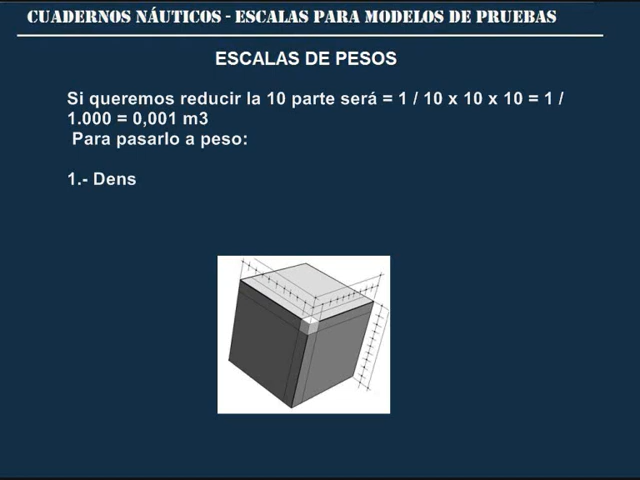 CUADERNOS NÁUTICOS - ESCALAS PARA MODELOS DE PRUEBAS
ESCALAS DE PESOS
Si queremos reducir la 10 parte será = 1 / 10 x 10 x 10 = 1 /
1.000 = 0,001 m3
Para pasarlo a peso:
1.- Dens